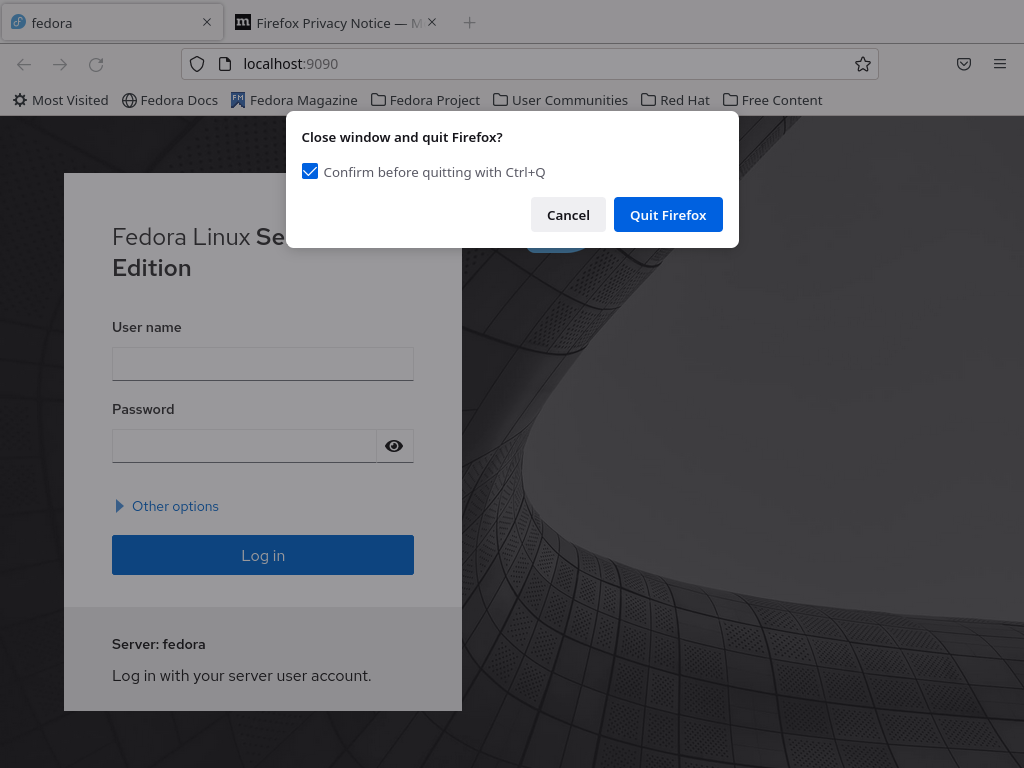 fedora
Firefox Privacy Notice — M
localhost:9090
Most Visited
Fedora Docs
Fedora Magazine
Fedora Project
User Communities
Red Hat
Free Content
Close window and quit Firefox?
Confirm before quitting with Ctrl+Q
Cancel
Quit Firefox
Fedora Linux Se
Edition
User name
Password
Other options
Log in
Server: fedora
Log in with your server user account.